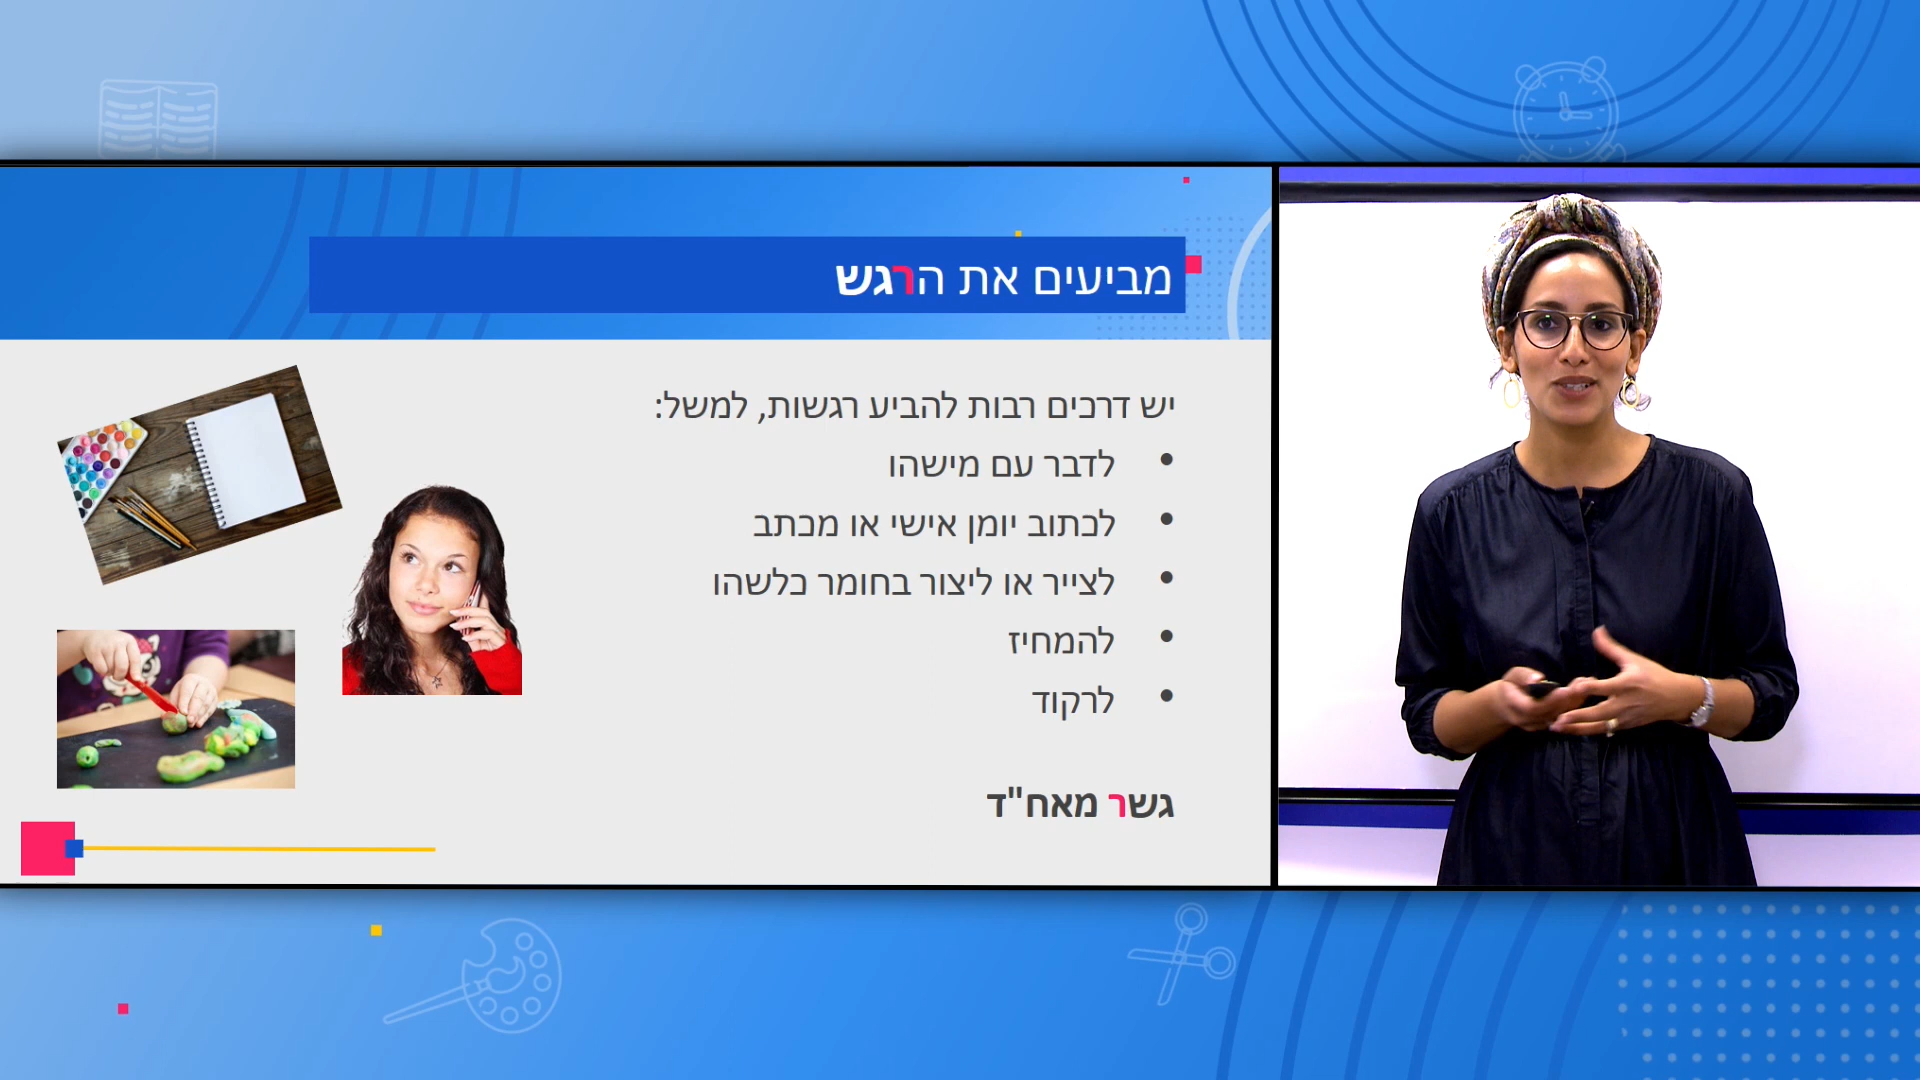 מביעים את הרגש
יש דרכים רבות להביע רגשות, למשל:
• לדבר עם מישהו
• לכתוב יומן אישי או מכתב
• לצייר או ליצור בחומר כלשהו
• להמחיז
• לרקוד
גשר מאח"ד